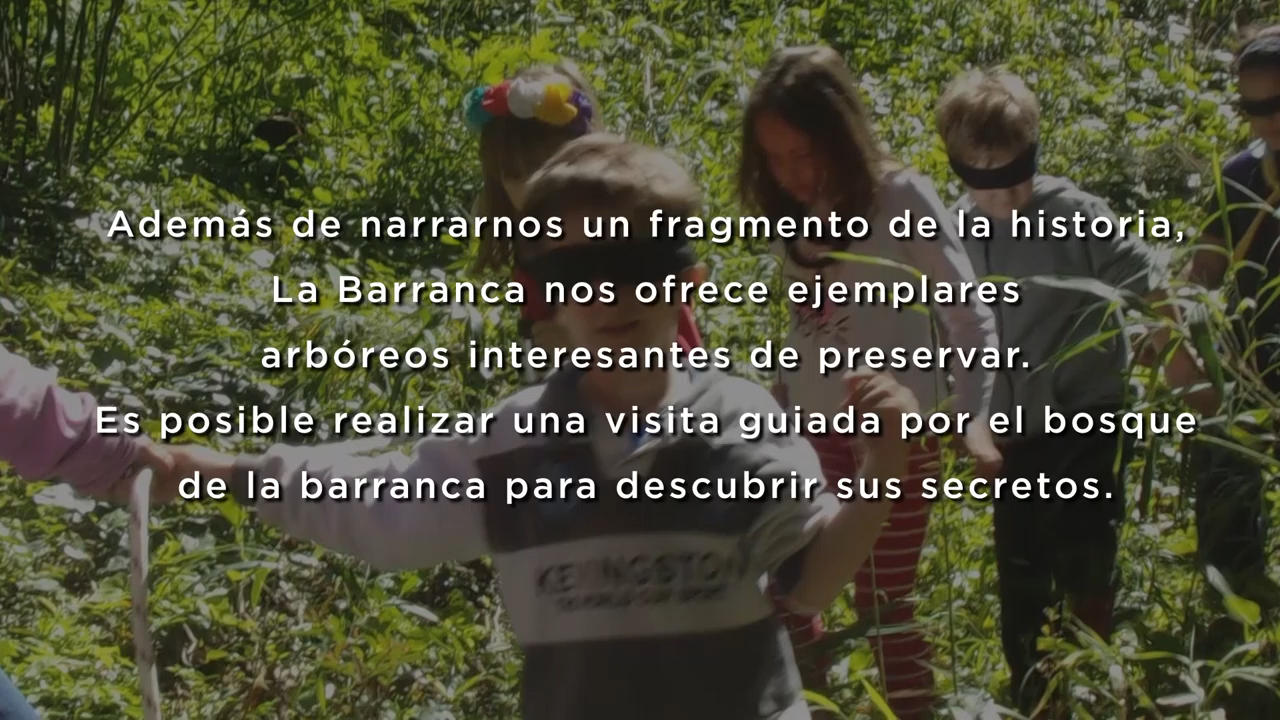 Además de narrarnos un fragmento de la historia,
La Barranca nos ofrece ejemplares
arbóreos interesantes de preservar.
Es posible realizar una visita guiada por el bosque
de la barranca para descubrir sus secretos.
KEVINGSTON